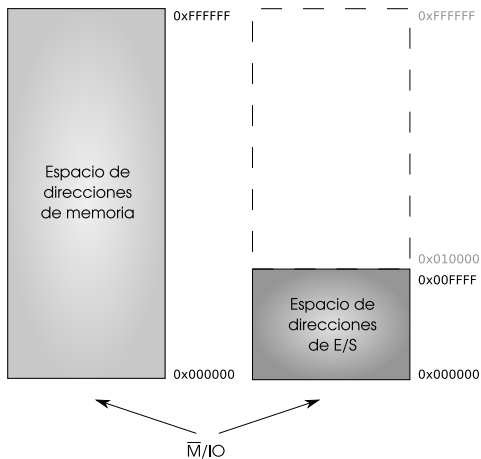 0xFFFFFF
0xFFFFFF
Espacio de
direcciones
de memoria
0x010000
0x00FFFF
Espacio de
direcciones
de E/S
0x000000
0x000000
M̅/IO